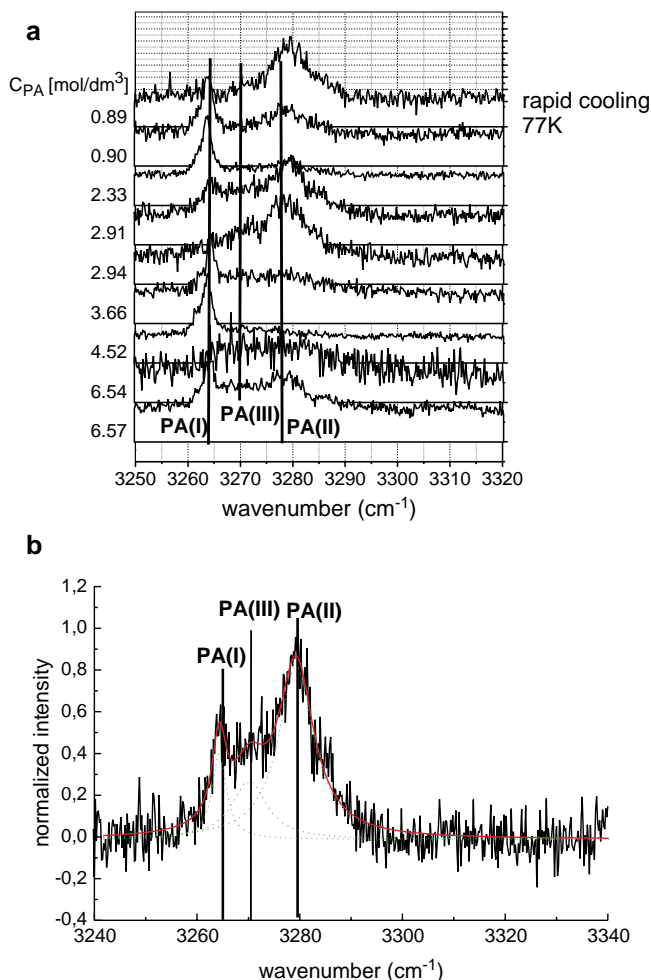 a
C_PA [mol/dm³]
rapid cooling
77K
0.89
0.90
2.33
2.91
2.94
3.66
4.52
6.54
6.57
PA(I)
PA(III)
PA(II)
3250 3260 3270 3280 3290 3300 3310 3320
wavenumber (cm⁻¹)
b
1,2
1,0
0,8
0,6
0,4
0,2
0,0
-0,2
-0,4
normalized intensity
PA(I)
PA(III)
PA(II)
3240 3260 3280 3300 3320 3340
wavenumber (cm⁻¹)